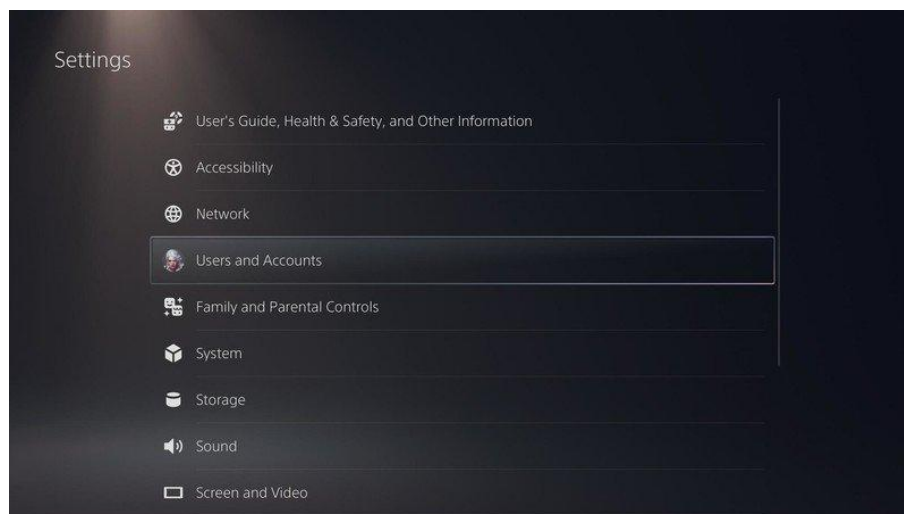 Settings
User's Guide, Health & Safety, and Other Information
Accessibility
Network
Users and Accounts
Family and Parental Controls
System
Storage
Sound
Screen and Video